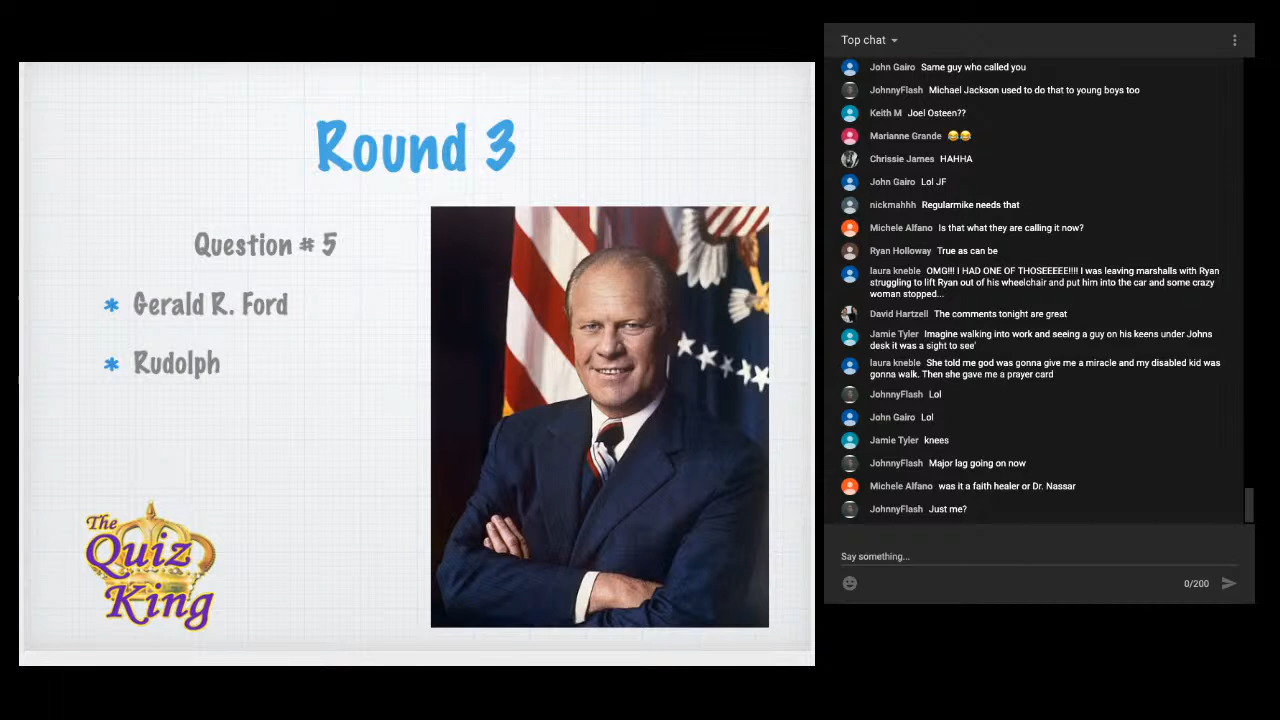 Round 3
Question # 5
* Gerald R. Ford
* Rudolph
The
Quiz
King
Top chat
John Gairo Same guy who called you
JohnnyFlash Michael Jackson used to do that to young boys too
Keith M Joel Osteen??
Marianne Grande 😂😂
Chrissie James HAHHA
John Gairo Lol JF
nickmahhh Regularmike needs that
Michele Alfano Is that what they are calling it now?
Ryan Holloway True as can be
laura kneble OMG!!! I HAD ONE OF THOSEEEEE!!!! I was leaving marshalls with Ryan
struggling to lift Ryan out of his wheelchair and put him into the car and some crazy
woman stopped...
David Hartzell The comments tonight are great
Jamie Tyler Imagine walking into work and seeing a guy on his keens under Johns
desk it was a sight to see'
laura kneble She told me god was gonna give me a miracle and my disabled kid was
gonna walk. Then she gave me a prayer card
JohnnyFlash Lol
John Gairo Lol
Jamie Tyler knees
JohnnyFlash Major lag going on now
Michele Alfano was it a faith healer or Dr. Nassar
JohnnyFlash Just me?
Say something...
0/200